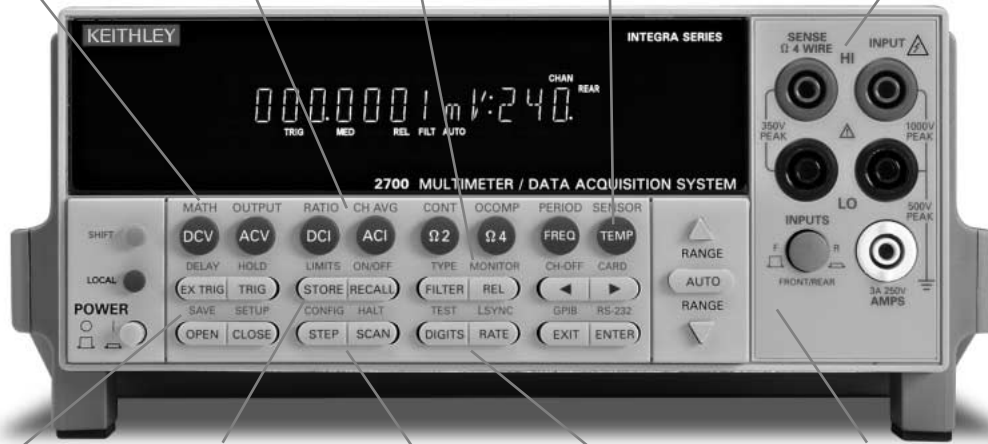 KEITHLEY
INTEGRA SERIES
CHAN
REAR
000.0001 mV:240.
TRIG MED REL FILT AUTO
2700 MULTIMETER / DATA ACQUISITION SYSTEM
SENSE
Ω 4 WIRE
INPUT
HI
350V
PEAK
1000V
PEAK
LO
500V
PEAK
INPUTS
F R
FRONT/REAR
3A 250V
AMPS
MATH OUTPUT RATIO CH AVG CONT OCOMP PERIOD SENSOR
SHIFT
DCV ACV DCI ACI Ω2 Ω4 FREQ TEMP
DELAY HOLD LIMITS ON/OFF TYPE MONITOR CH-OFF CARD
LOCAL
EX TRIG TRIG STORE RECALL FILTER REL
SAVE SETUP CONFIG HALT TEST LSYNC GPIB RS-232
POWER
OPEN CLOSE STEP SCAN DIGITS RATE EXIT ENTER
RANGE
AUTO
RANGE